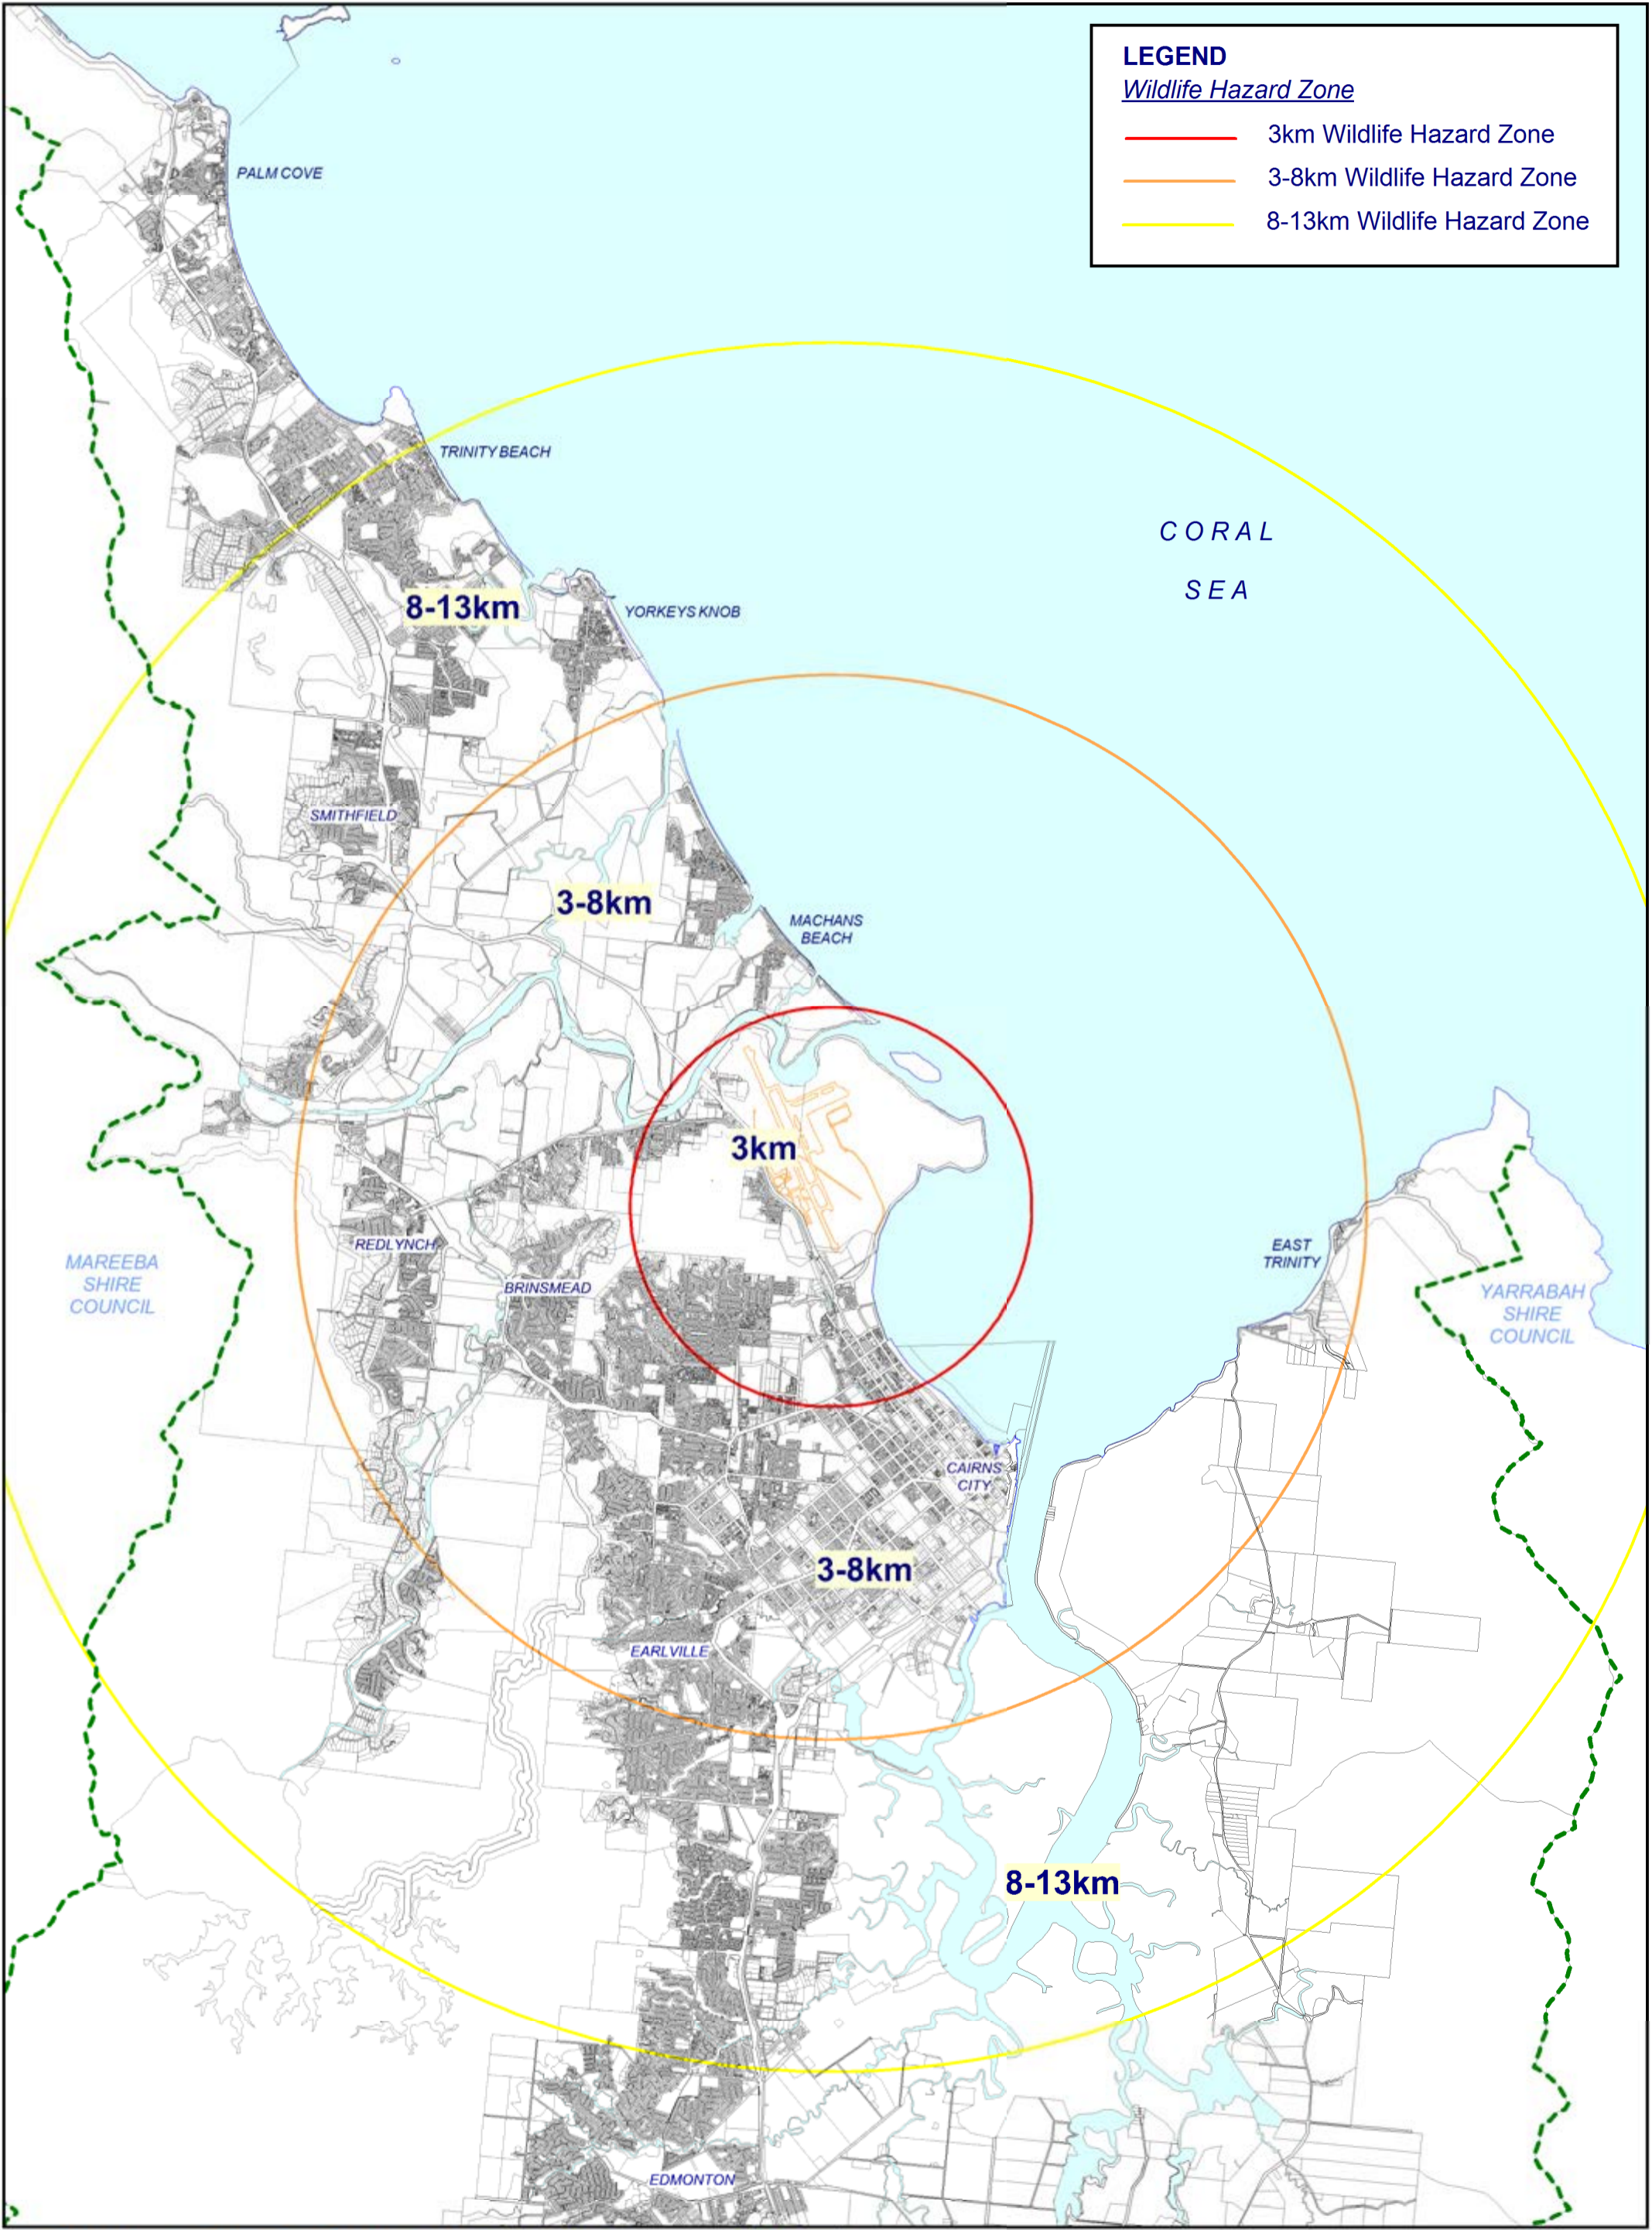 LEGEND
Wildlife Hazard Zone
3km Wildlife Hazard Zone
3-8km Wildlife Hazard Zone
8-13km Wildlife Hazard Zone
PALM COVE
TRINITY BEACH
CORAL
SEA
8-13km
YORKEYS KNOB
SMITHFIELD
3-8km
MACHANS
BEACH
3km
REDLYNCH
BRINSMEAD
MAREEBA
SHIRE
COUNCIL
EAST
TRINITY
YARRABAH
SHIRE
COUNCIL
CAIRNS
CITY
3-8km
EARLVILLE
8-13km
EDMONTON